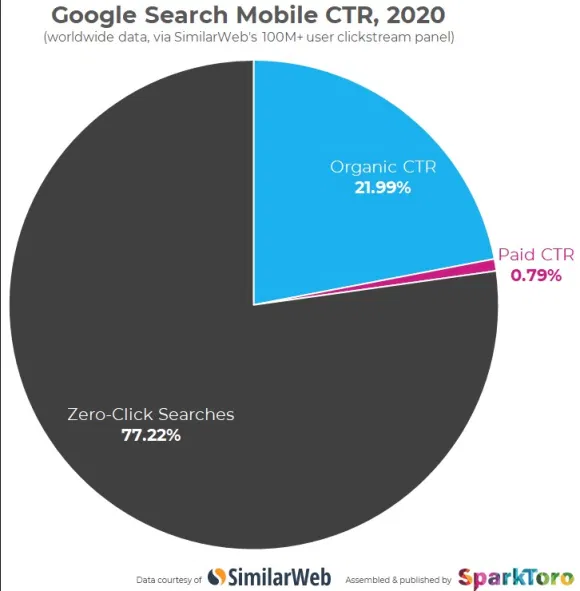 Google Search Mobile CTR, 2020
(worldwide data, via SimilarWeb's 100M+ user clickstream panel)
Organic CTR
21.99%
Paid CTR
0.79%
Zero-Click Searches
77.22%
Data courtesy of SimilarWeb Assembled & published by SparkToro